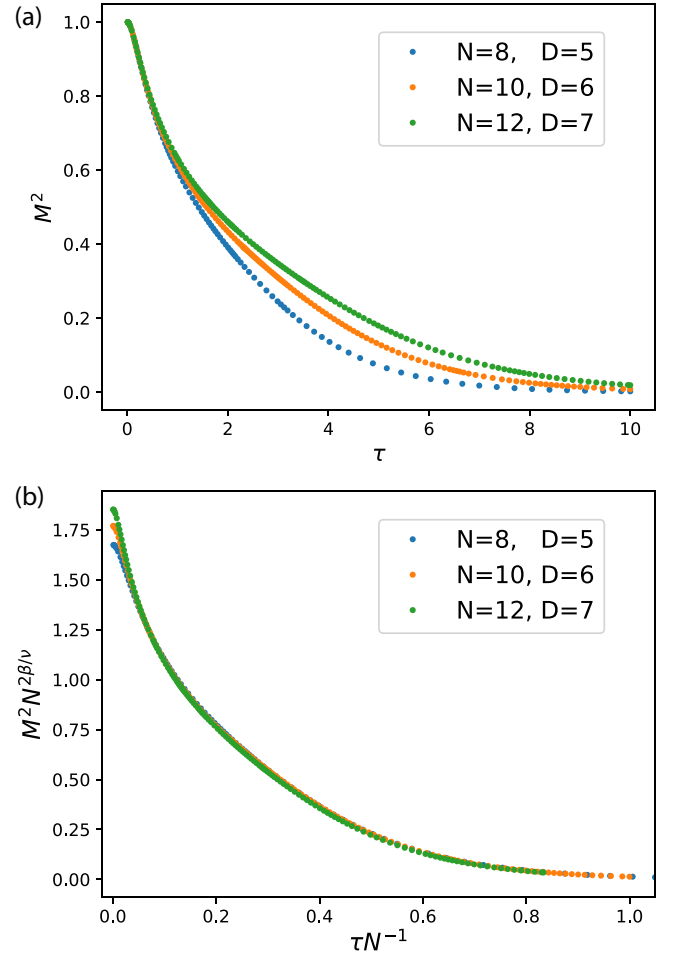 (a)
1.0
0.8
0.6
0.4
0.2
0.0
M²
N=8, D=5
N=10, D=6
N=12, D=7
0 2 4 6 8 10
τ
(b)
1.75
1.50
1.25
1.00
0.75
0.50
0.25
0.00
M²N^{2β/ν}
N=8, D=5
N=10, D=6
N=12, D=7
0.0 0.2 0.4 0.6 0.8 1.0
τN⁻¹